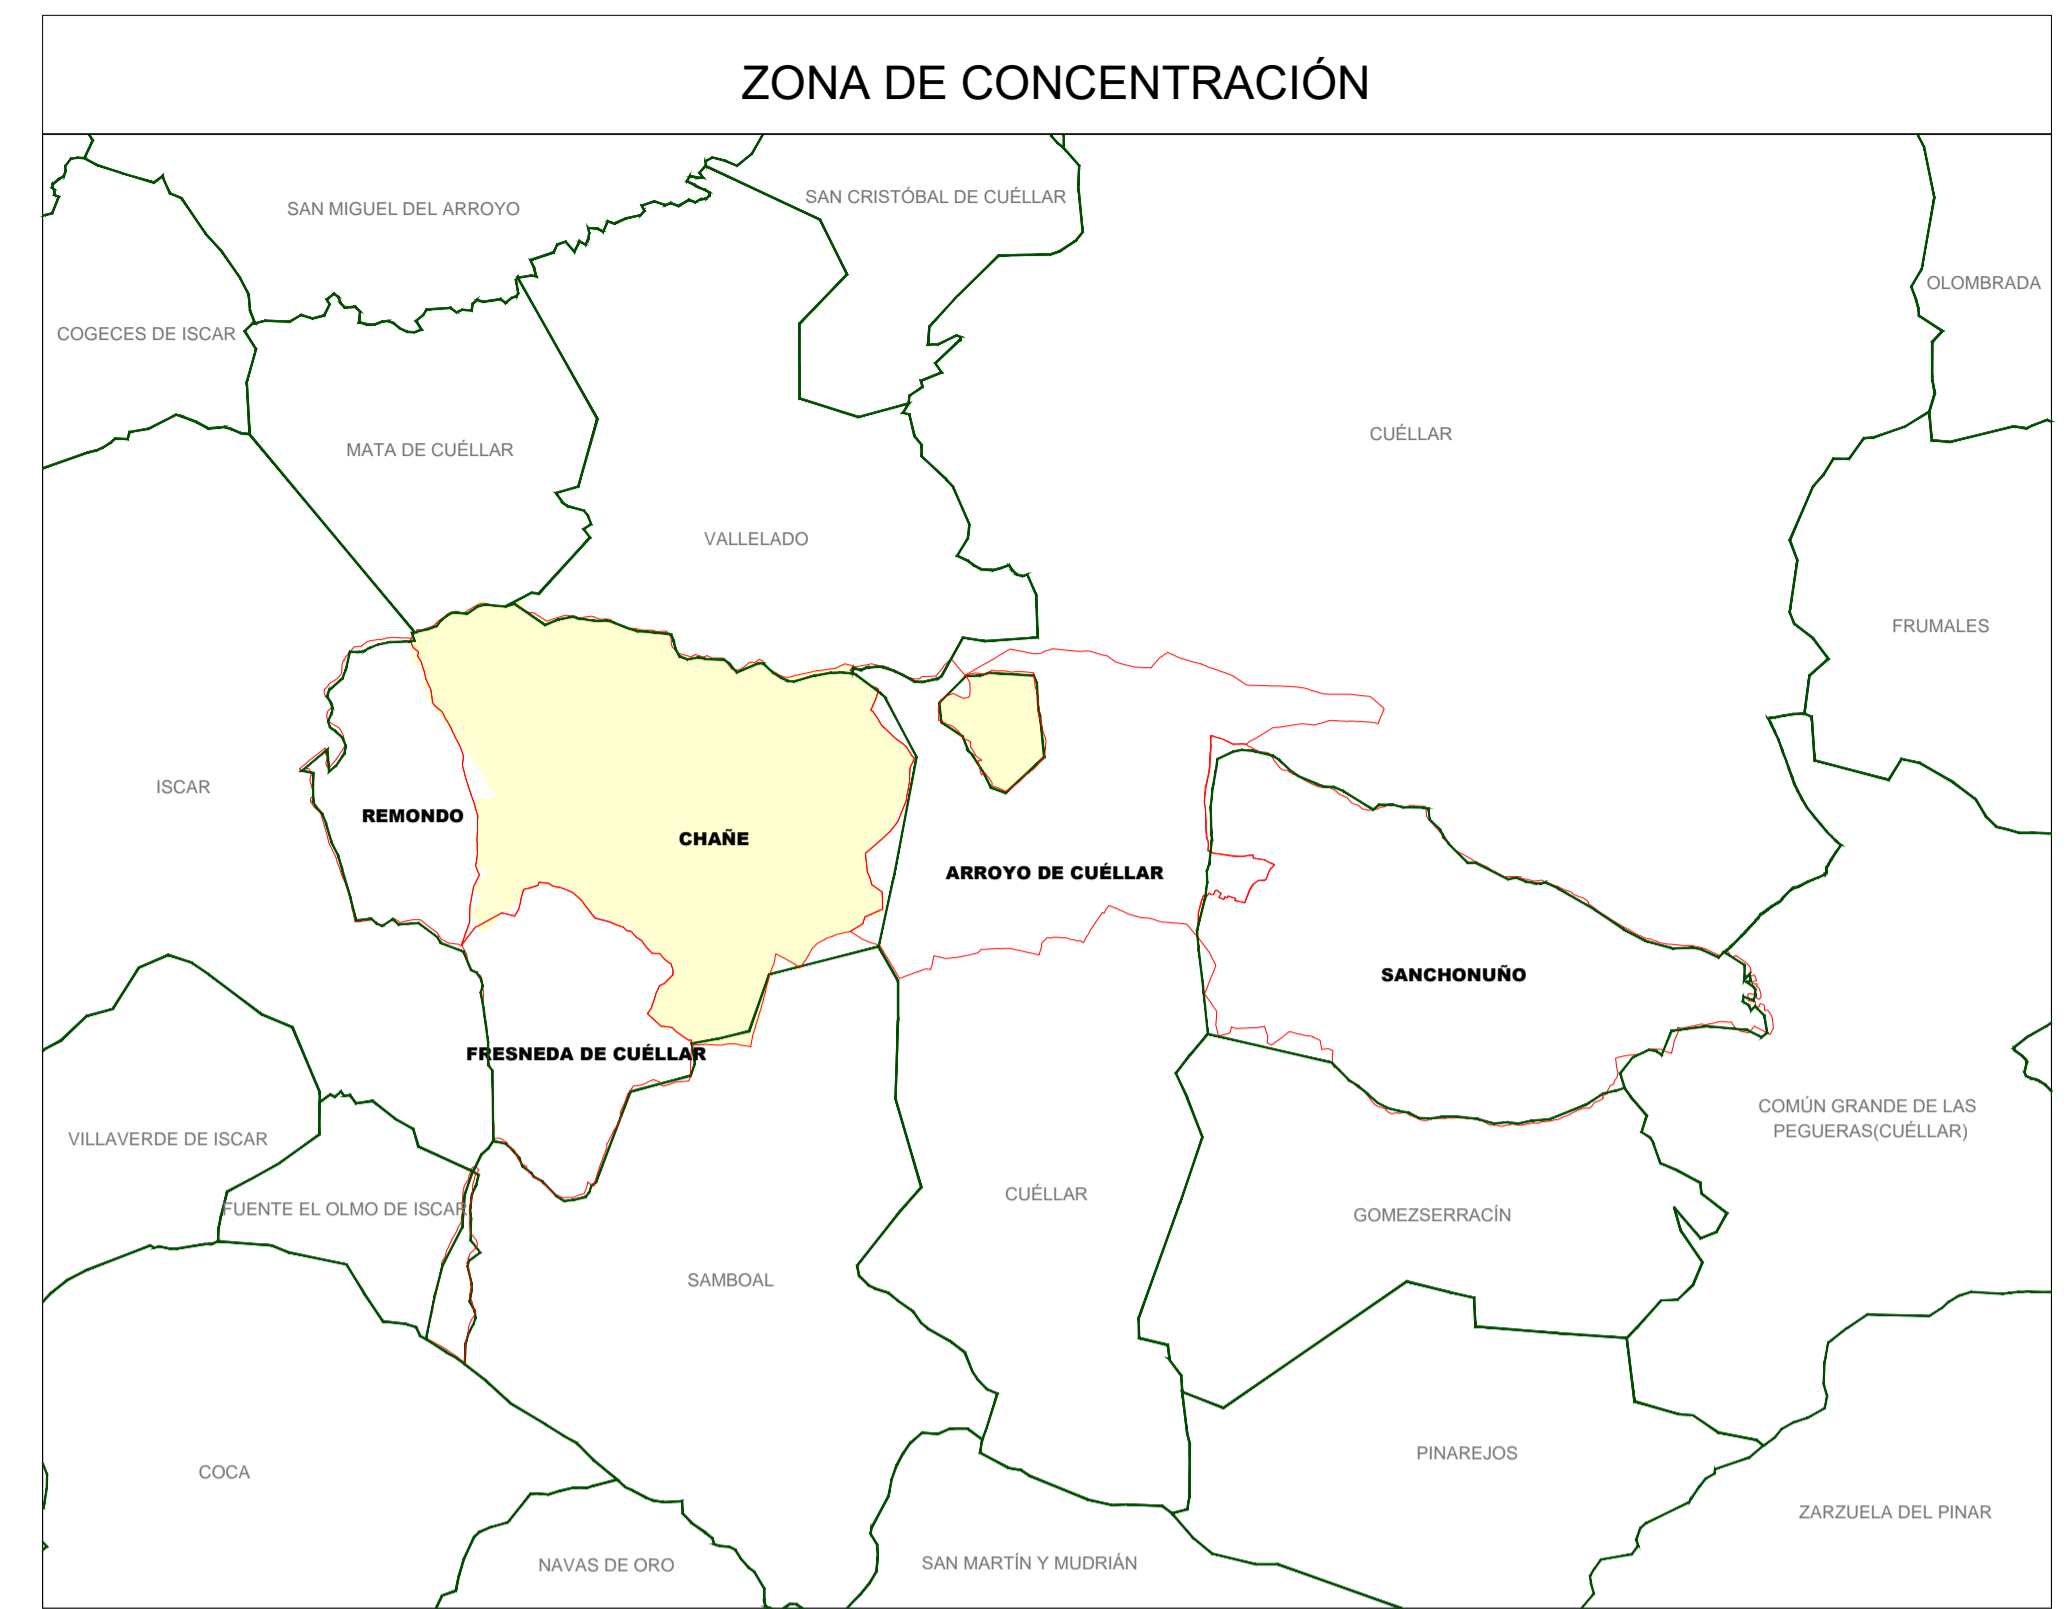 ZONA DE CONCENTRACIÓN
SAN MIGUEL DEL ARROYO
SAN CRISTÓBAL DE CUÉLLAR
OLOMBRADA
COGECES DE ISCAR
MATA DE CUÉLLAR
CUÉLLAR
VALLELADO
FRUMALES
ISCAR
REMONDO
CHAÑE
ARROYO DE CUÉLLAR
SANCHONUÑO
FRESNEDA DE CUÉLLAR
COMÚN GRANDE DE LAS
PEGUERAS(CUÉLLAR)
VILLAVERDE DE ISCAR
FUENTE EL OLMO DE ISCAR
CUÉLLAR
GOMEZSERRACÍN
SAMBOAL
COCA
PINAREJOS
ZARZUELA DEL PINAR
NAVAS DE ORO
SAN MARTÍN Y MUDRIÁN